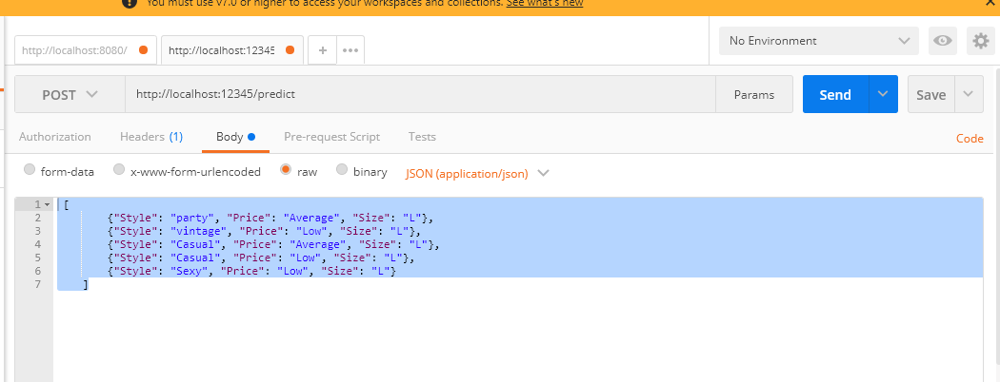 You must use v7.0 or higher to access your workspaces and collections. See what's new
http://localhost:8080/
http://localhost:12345
+
No Environment
POST
http://localhost:12345/predict
Params
Send
Save
Authorization
Headers (1)
Body
Pre-request Script
Tests
Code
form-data
x-www-form-urlencoded
raw
binary
JSON (application/json)
1 [
2 {"Style": "party", "Price": "Average", "Size": "L"},
3 {"Style": "vintage", "Price": "Low", "Size": "L"},
4 {"Style": "Casual", "Price": "Average", "Size": "L"},
5 {"Style": "Casual", "Price": "Low", "Size": "L"},
6 {"Style": "Sexy", "Price": "Low", "Size": "L"}
7 ]